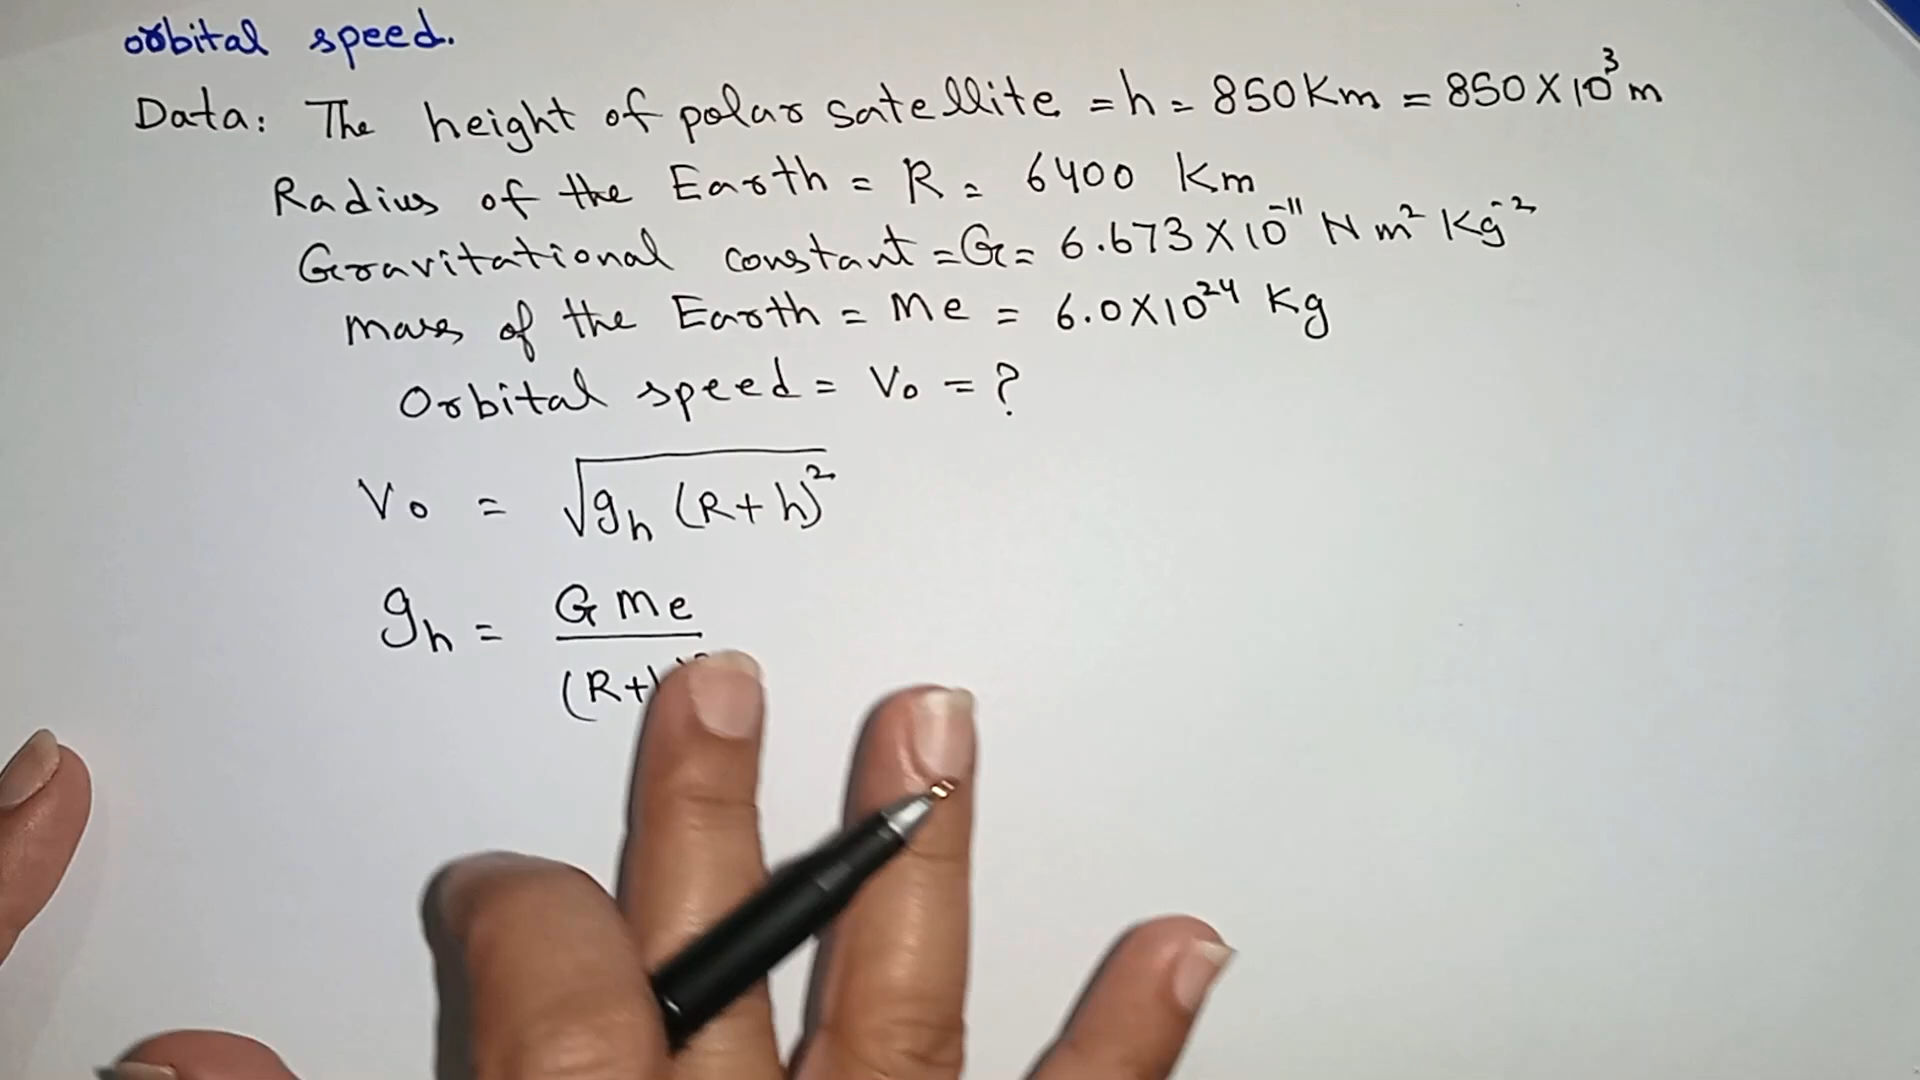 orbital speed.
Data: The height of polar satellite = h = 850 Km = 850 X 10³ m
Radius of the Earth = R = 6400 Km
Gravitational constant = G = 6.673 X 10⁻¹¹ N m² Kg⁻²
Mass of the Earth = Me = 6.0 X 10²⁴ Kg
Orbital speed = Vo = ?
Vo = √gh (R + h)²
gh = G Me
(R+